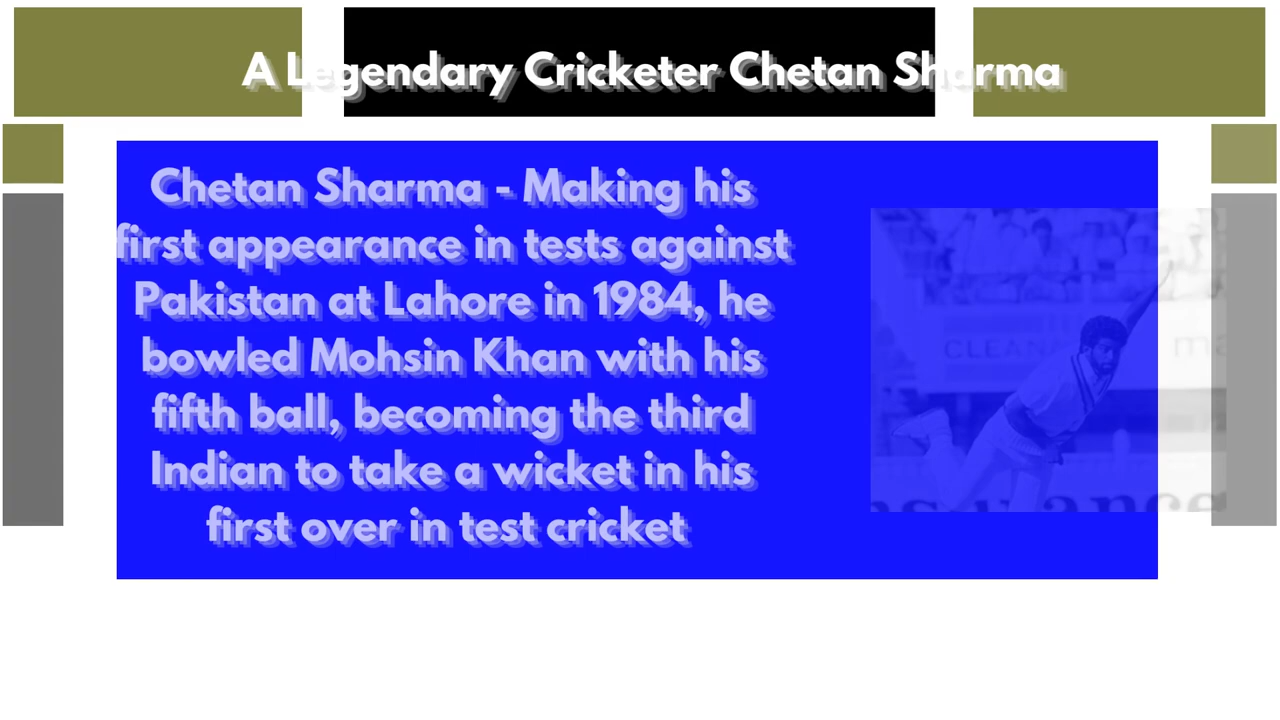 A Legendary Cricketer Chetan Sharma
Chetan Sharma - Making his
first appearance in tests against
Pakistan at Lahore in 1984, he
bowled Mohsin Khan with his
fifth ball, becoming the third
Indian to take a wicket in his
first over in test cricket
CLEANA